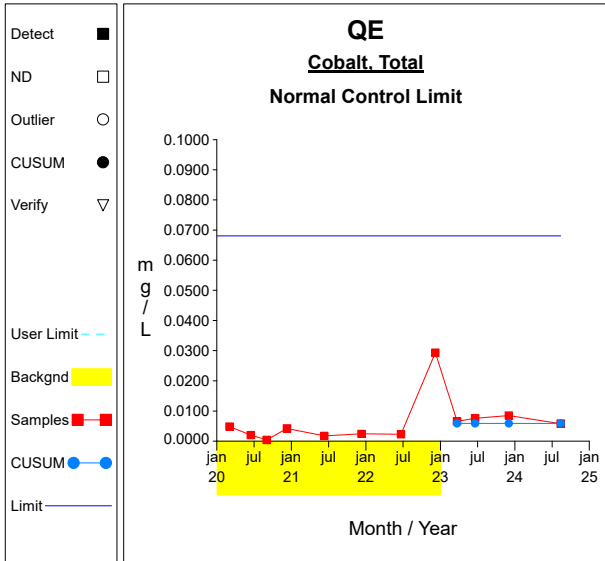 Detect
ND
Outlier
CUSUM
Verify
User Limit
Backgnd
Samples
CUSUM
Limit
QE
Cobalt, Total
Normal Control Limit
0.1000
0.0900
0.0800
0.0700
0.0600
0.0500
0.0400
0.0300
0.0200
0.0100
0.0000
m
g
/
L
jan jul jan jul jan jul jan jul jan jul jan
20 21 22 23 24 25
Month / Year